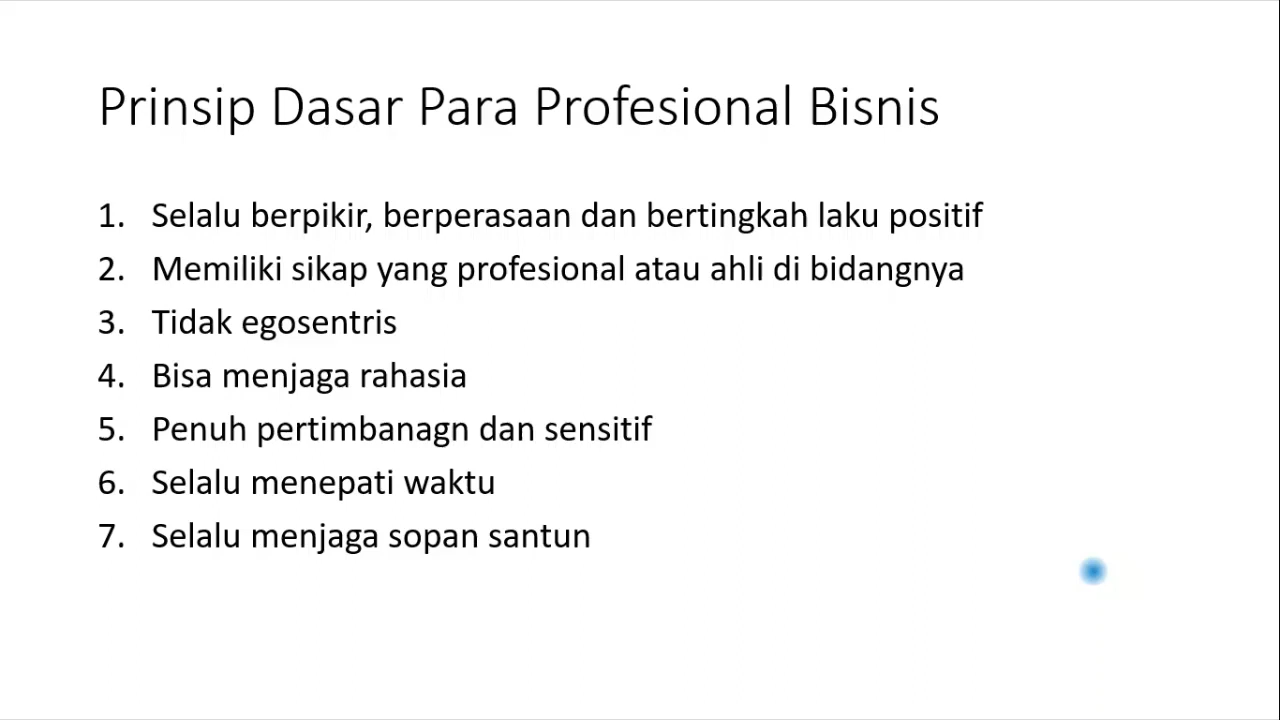 Prinsip Dasar Para Profesional Bisnis
1. Selalu berpikir, berperasaan dan bertingkah laku positif
2. Memiliki sikap yang profesional atau ahli di bidangnya
3. Tidak egosentris
4. Bisa menjaga rahasia
5. Penuh pertimbanagn dan sensitif
6. Selalu menepati waktu
7. Selalu menjaga sopan santun